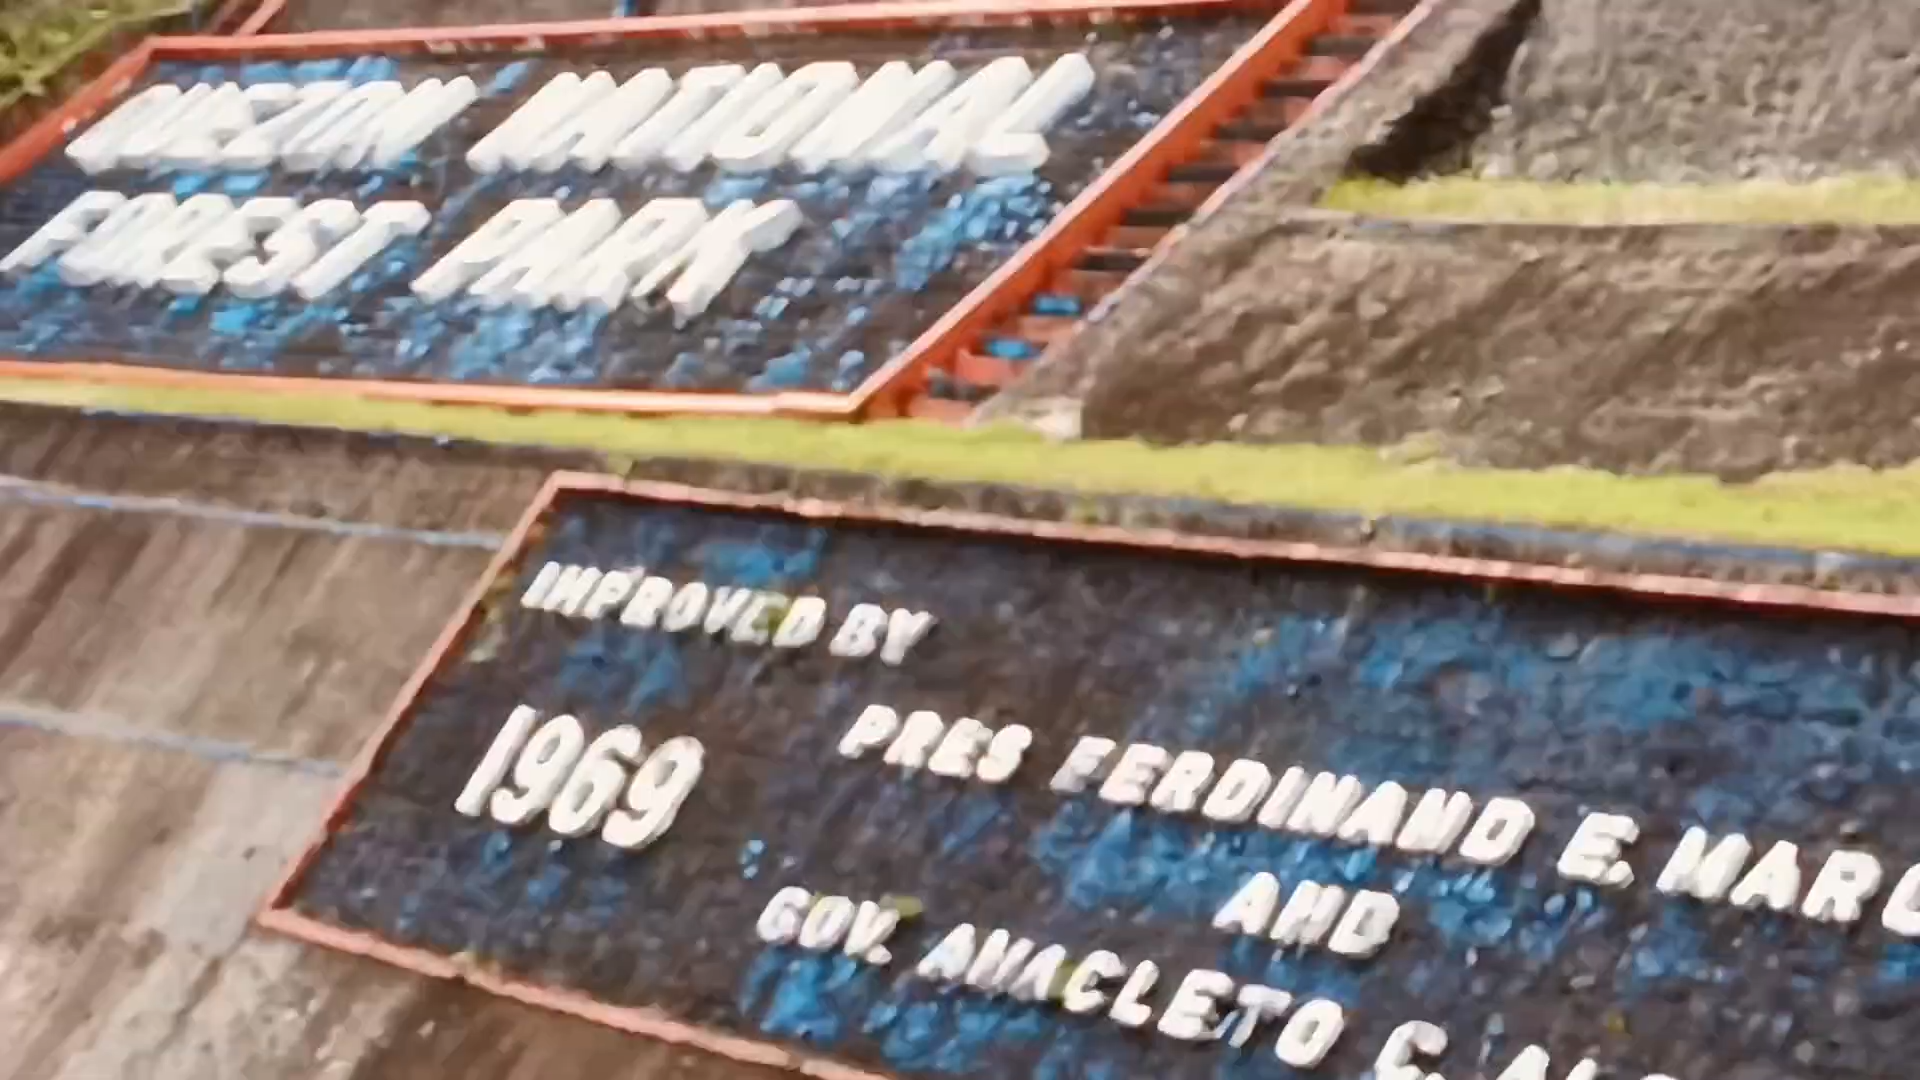 QUEZON NATIONAL
FOREST PARK
IMPROVED BY
1969
PRES FERDINAND E. MARC
AND
GOV. ANACLETO C.